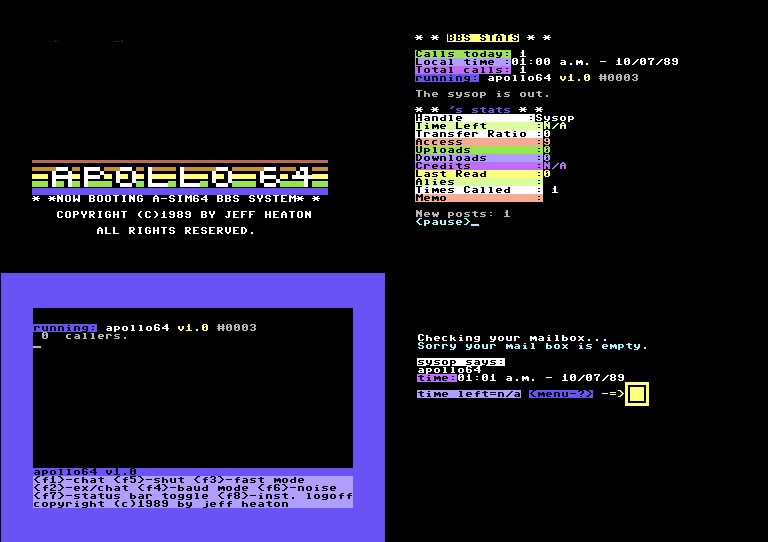 APOLLO 64
* *NOW BOOTING A-SIM64 BBS SYSTEM* *
COPYRIGHT (C)1989 BY JEFF HEATON
ALL RIGHTS RESERVED.
* * BBS STATS * *
Calls today: 1
Local time :01:00 a.m. - 10/07/89
Total calls: 1
running: apollo64 v1.0 #0003
The sysop is out.
* * 's stats * *
Handle :Sysop
Time Left :N/A
Transfer Ratio :0
Access :9
Uploads :0
Downloads :0
Credits :N/A
Last Read :0
Alies :
Times Called : 1
Memo :
New posts: 1
<pause>_
running: apollo64 v1.0 #0003
0 callers.
_
apollo64 v1.0
<f1>-chat <f5>-shut <f3>-fast mode
<f2>-ex/chat <f4>-baud mode <f6>-noise
<f7>-status bar toggle <f8>-inst. logoff
copyright (c)1989 by jeff heaton
Checking your mailbox...
Sorry your mail box is empty.
sysop says:
apollo64
time:01:01 a.m. - 10/07/89
time left=n/a <menu-?> -=>